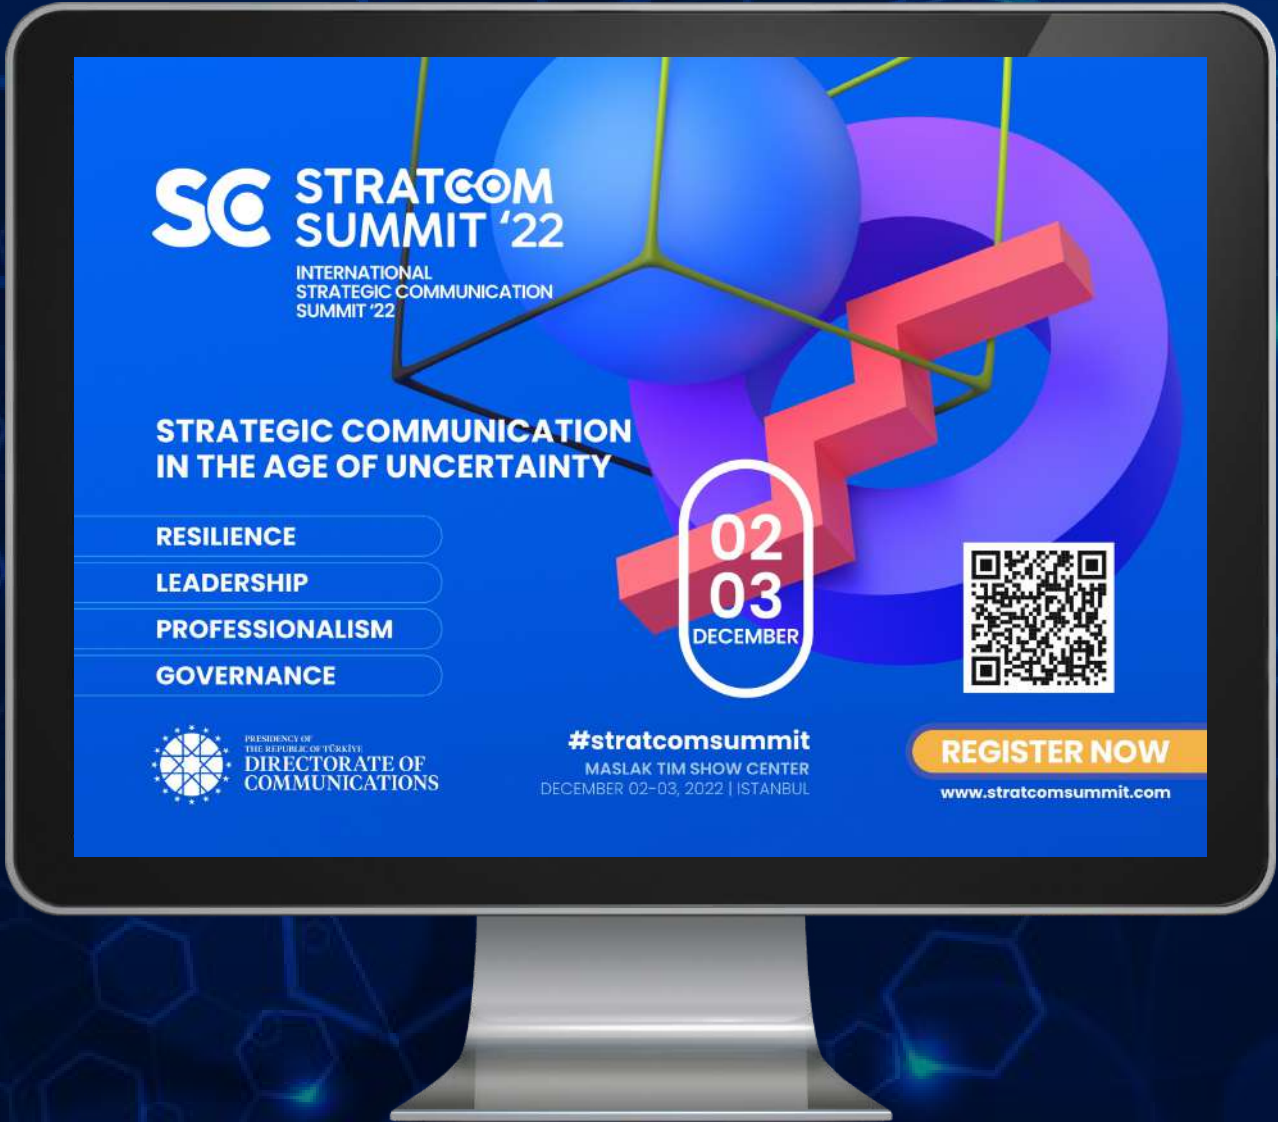 SC
STRATCOM
SUMMIT ‘22
INTERNATIONAL
STRATEGIC COMMUNICATION
SUMMIT ‘22
STRATEGIC COMMUNICATION
IN THE AGE OF UNCERTAINTY
RESILIENCE
LEADERSHIP
PROFESSIONALISM
GOVERNANCE
02
03
DECEMBER
PRESIDENCY OF
THE REPUBLIC OF TÜRKİYE
DIRECTORATE OF
COMMUNICATIONS
#stratcomsummit
MASLAK TIM SHOW CENTER
DECEMBER 02-03, 2022 | ISTANBUL
REGISTER NOW
www.stratcomsummit.com